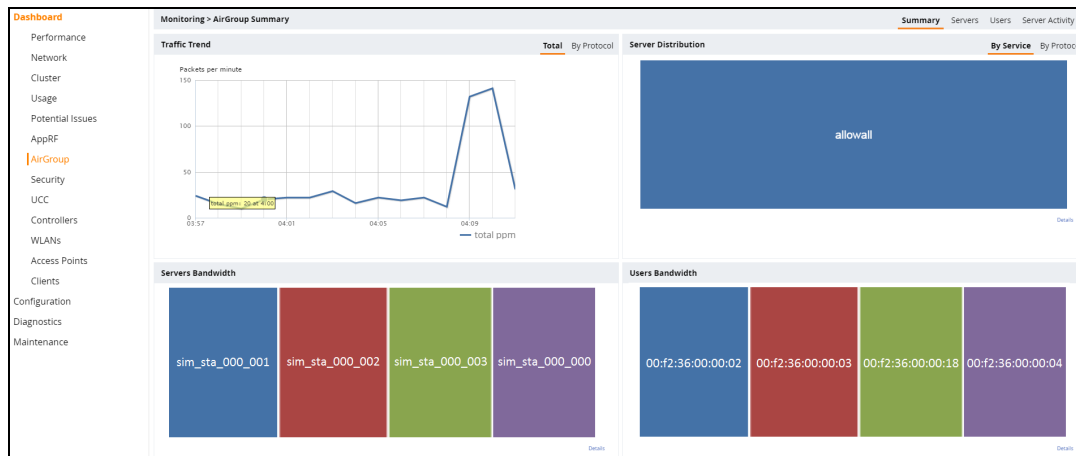 Dashboard
Performance
Network
Cluster
Usage
Potential Issues
AppRF
AirGroup
Security
UCC
Controllers
WLANs
Access Points
Clients
Configuration
Diagnostics
Maintenance
Monitoring > AirGroup Summary
Summary Servers Users Server Activity
Traffic Trend Total By Protocol
Packets per minute
150
100
50
0
total ppm: 20 at 4:00
03:57 04:01 04:05 04:09
total ppm
Server Distribution By Service By Protoc
allowall
Details
Servers Bandwidth
sim_sta_000_001 sim_sta_000_002 sim_sta_000_003 sim_sta_000_000
Details
Users Bandwidth
00:f2:36:00:00:02 00:f2:36:00:00:03 00:f2:36:00:00:18 00:f2:36:00:00:04
Details